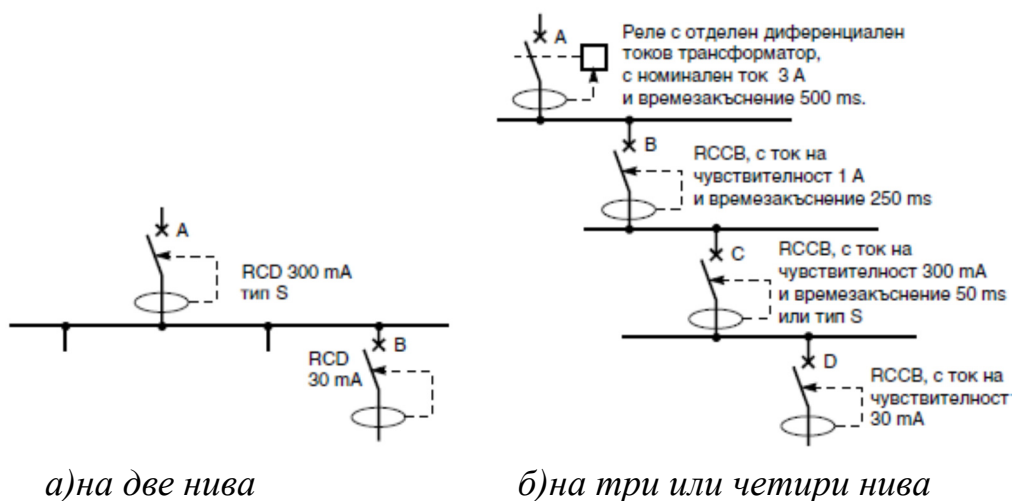 A
RCD 300 mA
тип S
B
RCD
30 mA
а)на две нива
A
Реле с отделен диференциален
токов трансформатор,
с номинален ток 3 А
и времезакъснение 500 ms.
B
RCCB, с ток на
чувствителност 1 А
и времезакъснение 250 ms
C
RCCB, с ток на
чувствителност 300 mA
и времезакъснение 50 ms
или тип S
D
RCCB, с ток на
чувствителност
30 mA
б)на три или четири нива